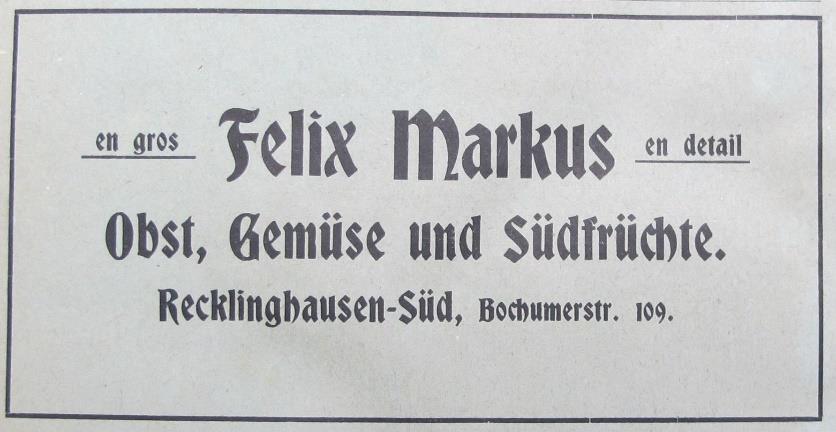 en gros Felix Markus en detail
Obst, Gemüse und Südfrüchte.
Recklinghausen-Süd, Bochumerstr. 109.